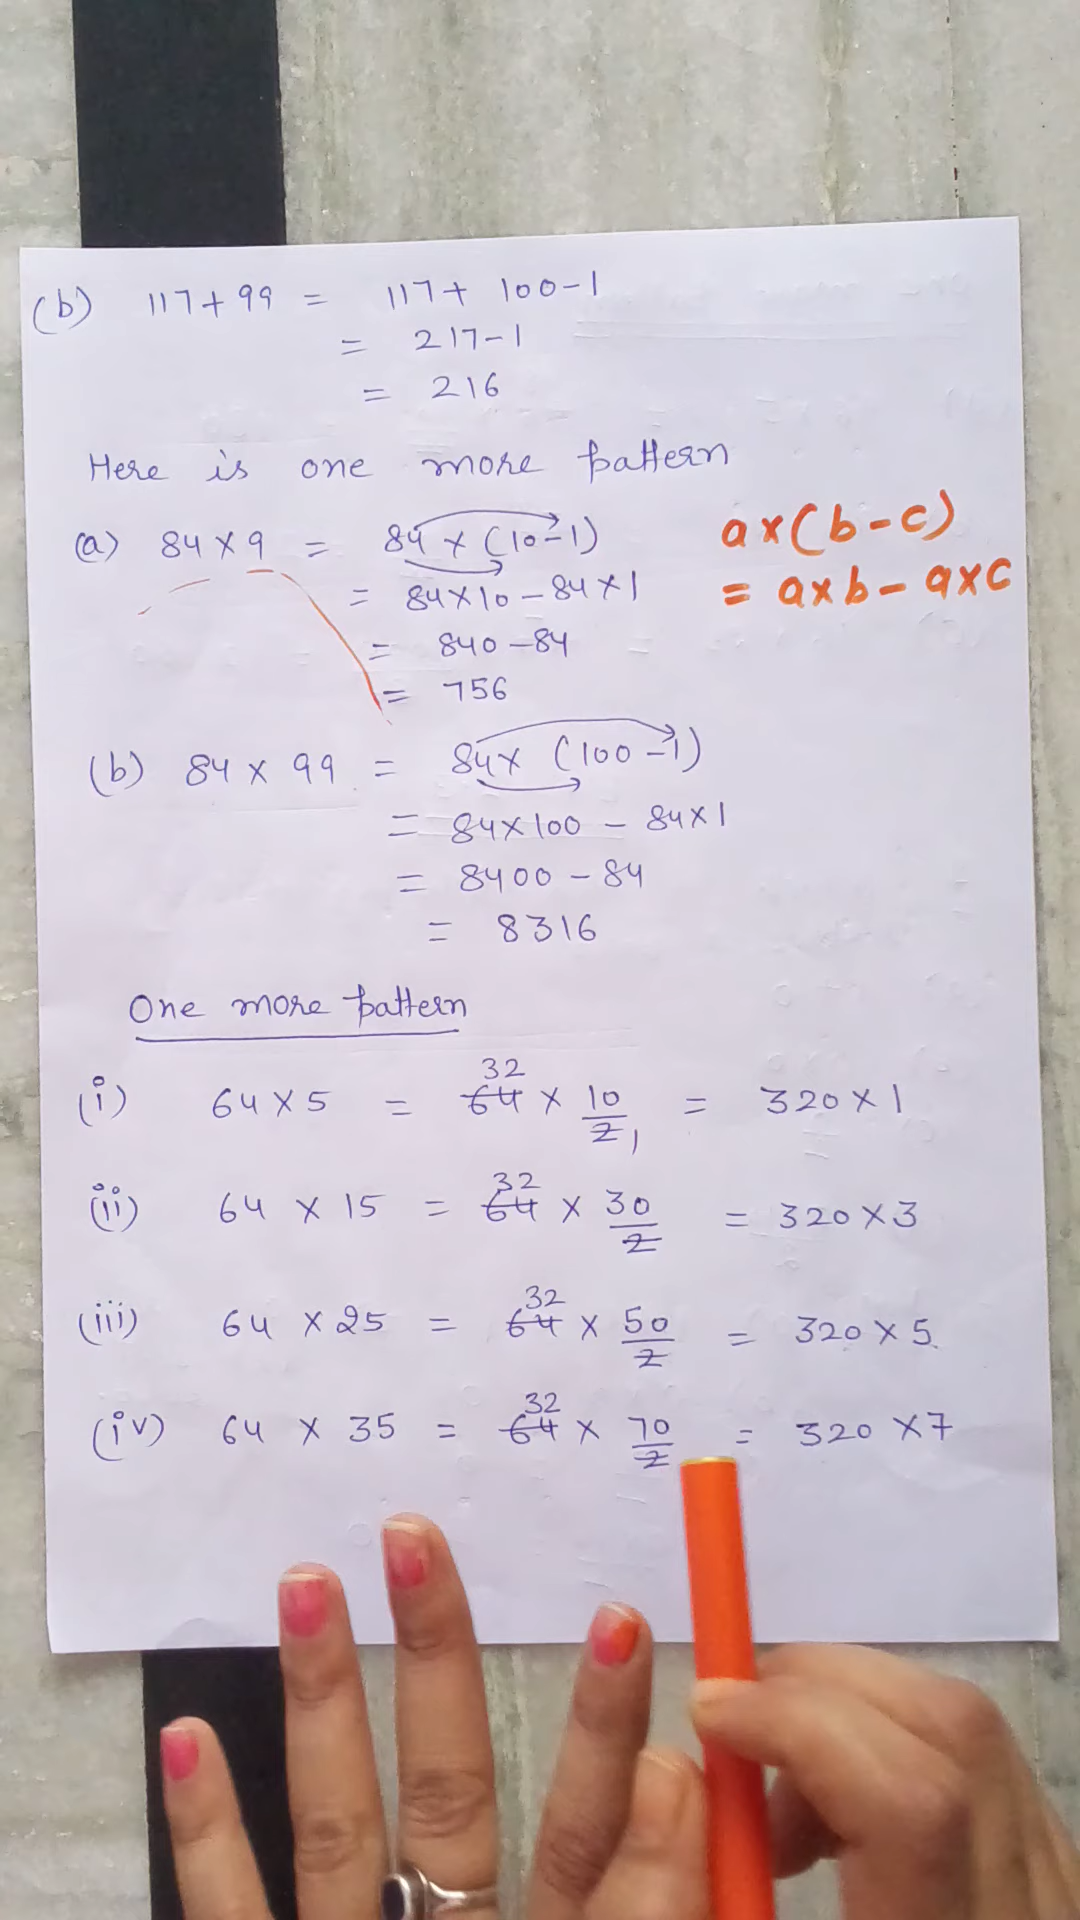 (b) 117+99 = 117+ 100-1
= 217-1
= 216
Here is one more pattern
(a) 84×9 = 84×(10-1)
= 84×10-84×1
= 840-84
= 756
a×(b-c)
= a×b-a×c
(b) 84×99 = 84×(100-1)
= 84×100 - 84×1
= 8400-84
= 8316
One more pattern
(i) 64×5 = 64 32 × 10/2 1 = 320×1
(ii) 64×15 = 64 32 × 30/2 = 320×3
(iii) 64×25 = 64 32 × 50/2 = 320×5
(iv) 64×35 = 64 32 × 70/2 = 320×7